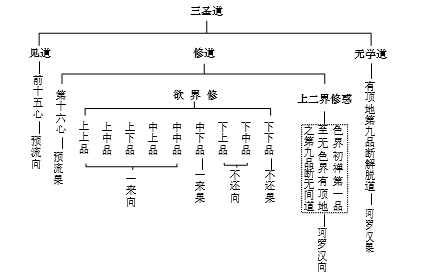 三圣道
见道
修道
无学道
前十五心
预流向
第十六心
预流果
欲界修
上上品
上中品
上下品
中上品
中中品
中下品
下上品
下中品
下下品
一来向
一来果
不还向
不还果
上二界修惑
色界初禅第一品
至无色界有顶地
之第九品断无间道
阿罗汉向
有顶地第九品断解脱道
阿罗汉果